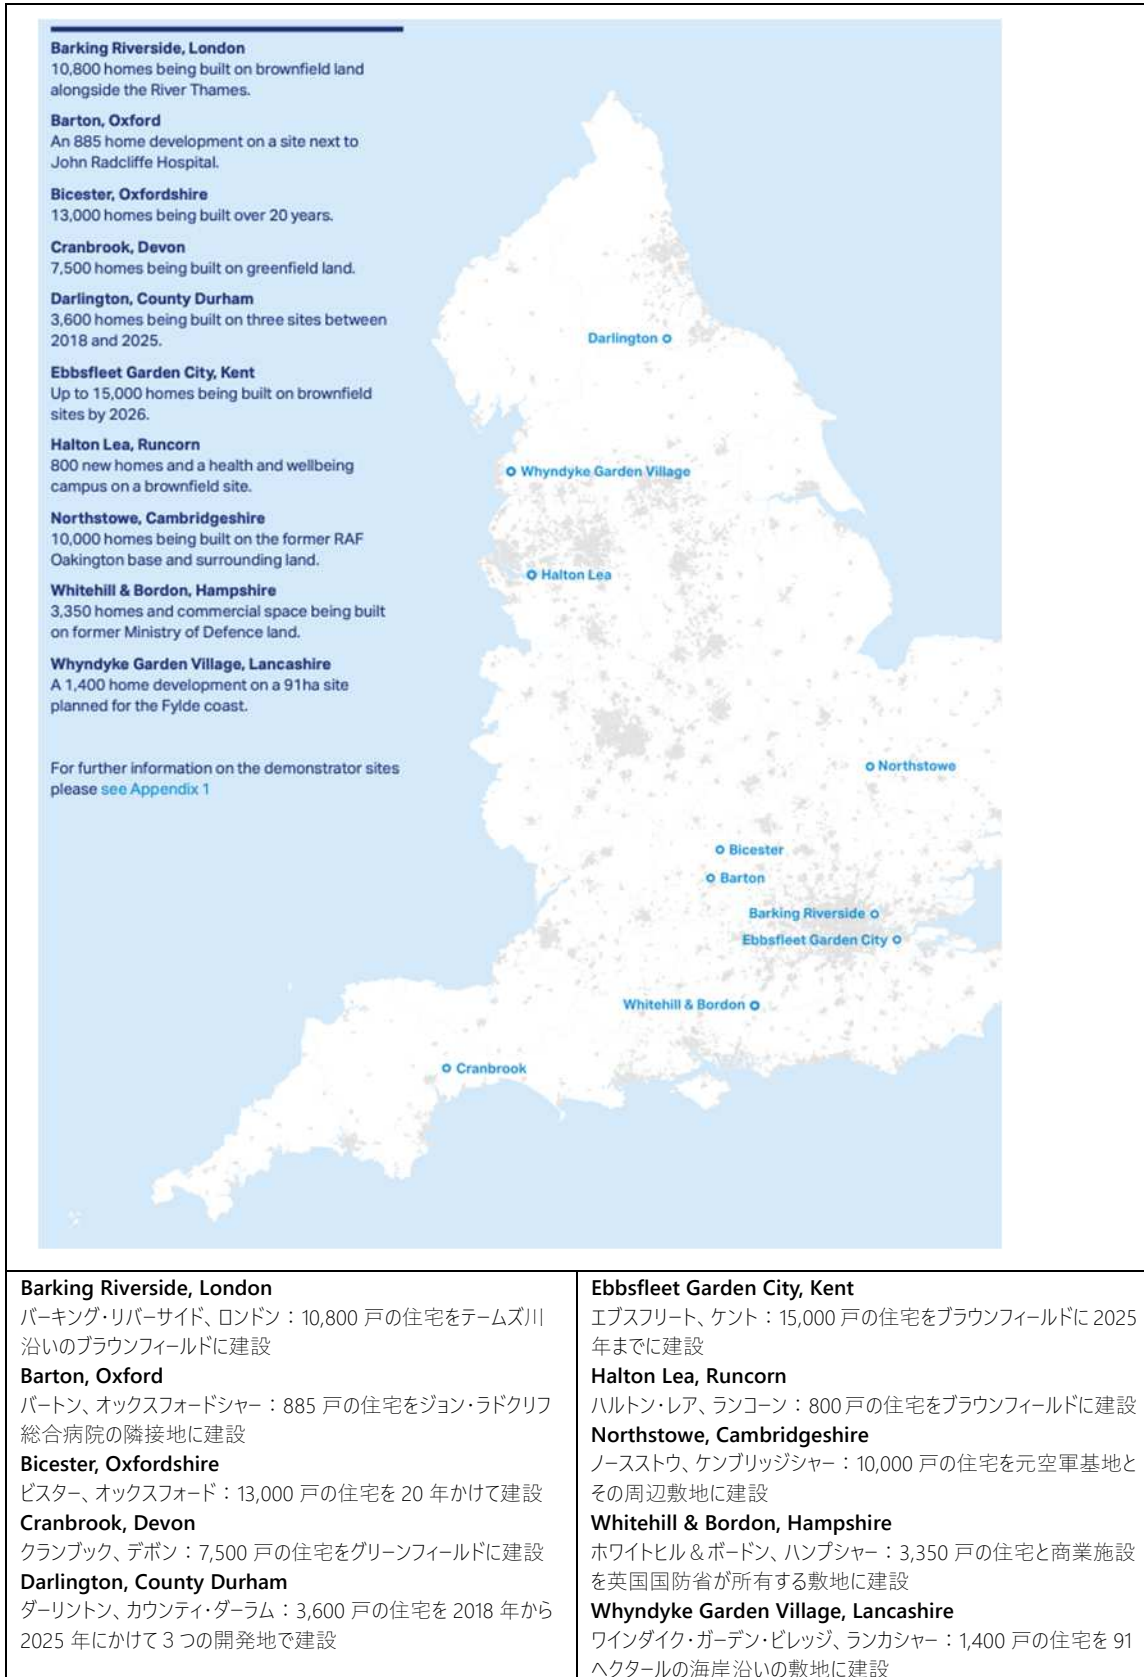 Barking Riverside, London
10,800 homes being built on brownfield land
alongside the River Thames.
Barton, Oxford
An 885 home development on a site next to
John Radcliffe Hospital.
Bicester, Oxfordshire
13,000 homes being built over 20 years.
Cranbrook, Devon
7,500 homes being built on greenfield land.
Darlington, County Durham
3,600 homes being built on three sites between
2018 and 2025.
Ebbsfleet Garden City, Kent
Up to 15,000 homes being built on brownfield
sites by 2026.
Halton Lea, Runcorn
800 new homes and a health and wellbeing
campus on a brownfield site.
Northstowe, Cambridgeshire
10,000 homes being built on the former RAF
Oakington base and surrounding land.
Whitehill & Bordon, Hampshire
3,350 homes and commercial space being built
on former Ministry of Defence land.
Whyndyke Garden Village, Lancashire
A 1,400 home development on a 91ha site
planned for the Fylde coast.
For further information on the demonstrator sites
please see Appendix 1
Darlington
Whyndyke Garden Village
Halton Lea
Northstowe
Bicester
Barton
Barking Riverside
Ebbsfleet Garden City
Whitehill & Bordon
Cranbrook
Barking Riverside, London
バーキング・リバーサイド、ロンドン：10,800 戸の住宅をテームズ川
沿いのブラウンフィールドに建設
Barton, Oxford
バートン、オックスフォードシャー：885 戸の住宅をジョン・ラドクリフ
総合病院の隣接地に建設
Bicester, Oxfordshire
ビスター、オックスフォード：13,000 戸の住宅を 20 年かけて建設
Cranbrook, Devon
クランブック、デボン：7,500 戸の住宅をグリーンフィールドに建設
Darlington, County Durham
ダーリントン、カウンティ・ダーラム：3,600 戸の住宅を 2018 年から
2025 年にかけて 3 つの開発地で建設
Ebbsfleet Garden City, Kent
エブスフリート、ケント：15,000 戸の住宅をブラウンフィールドに 2025
年までに建設
Halton Lea, Runcorn
ハルトン・レア、ランコーン：800 戸の住宅をブラウンフィールドに建設
Northstowe, Cambridgeshire
ノースストウ、ケンブリッジシャー：10,000 戸の住宅を元空軍基地と
その周辺敷地に建設
Whitehill & Bordon, Hampshire
ホワイトヒル＆ボードン、ハンプシャー：3,350 戸の住宅と商業施設
を英国国防省が所有する敷地に建設
Whyndyke Garden Village, Lancashire
ワインダイク・ガーデン・ビレッジ、ランカシャー：1,400 戸の住宅を 91
ヘクタールの海岸沿いの敷地に建設